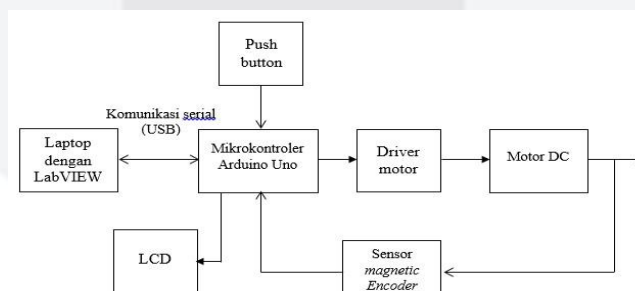 Push
button
Komunikasi serial
(USB)
Laptop
dengan
LabVIEW
Mikrokontroler
Arduino Uno
Driver
motor
Motor DC
LCD
Sensor
magnetic
Encoder